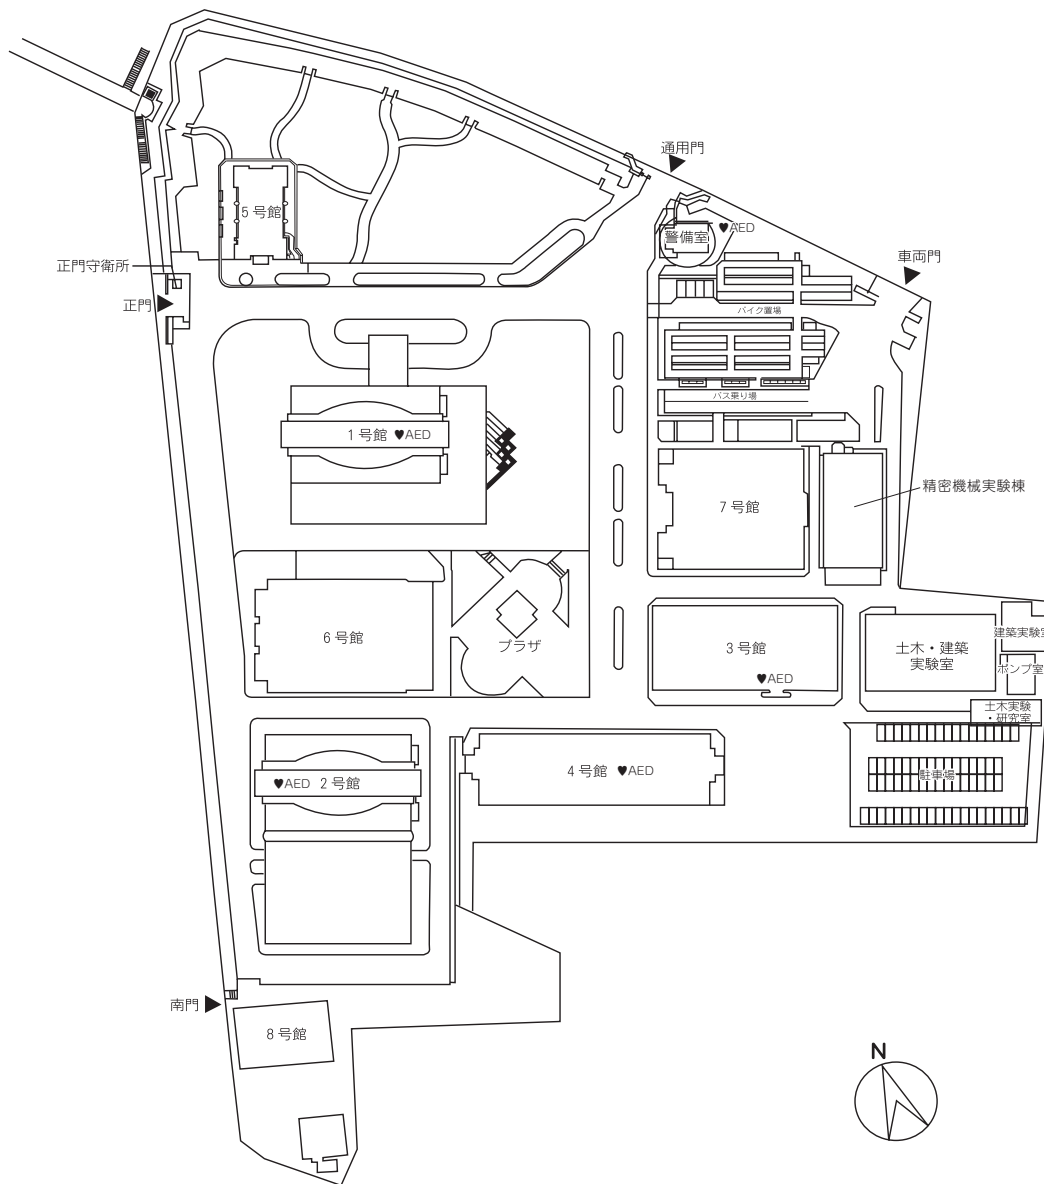 通用門
5 号館
♥AED
警備室
車両門
正門守衛所
正門
バイク置場
バス乗り場
1 号館 ♥AED
精密機械実験棟
7 号館
6 号館
プラザ
3 号館
♥AED
土木・建築
実験室
建築実験室
ポンプ室
土木実験
・研究室
4 号館 ♥AED
♥AED 2 号館
駐車場
南門
8 号館
N